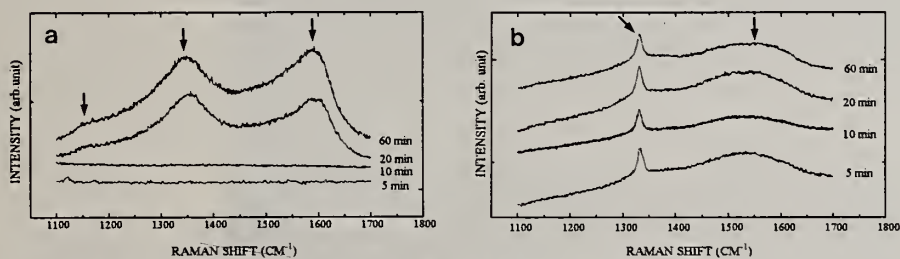 a
INTENSITY (arb.unit)
60 min
20 min
10 min
5 min
1100 1200 1300 1400 1500 1600 1700 1800
RAMAN SHIFT (CM⁻¹)
b
INTENSITY (arb. unit)
60 min
20 min
10 min
5 min
1100 1200 1300 1400 1500 1600 1700 1800
RAMAN SHIFT (CM⁻¹)